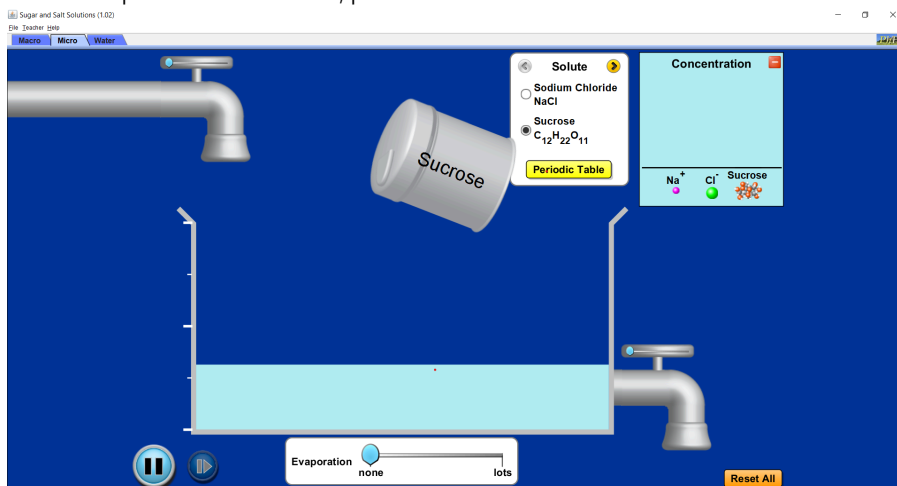 Sugar and Salt Solutions (1.02)
File Teacher Help
Macro Micro Water
PhET
Solute
Sodium Chloride
NaCl
Sucrose
C12H22O11
Periodic Table
Concentration
Na+ Cl- Sucrose
Sucrose
Evaporation
none lots
Reset All